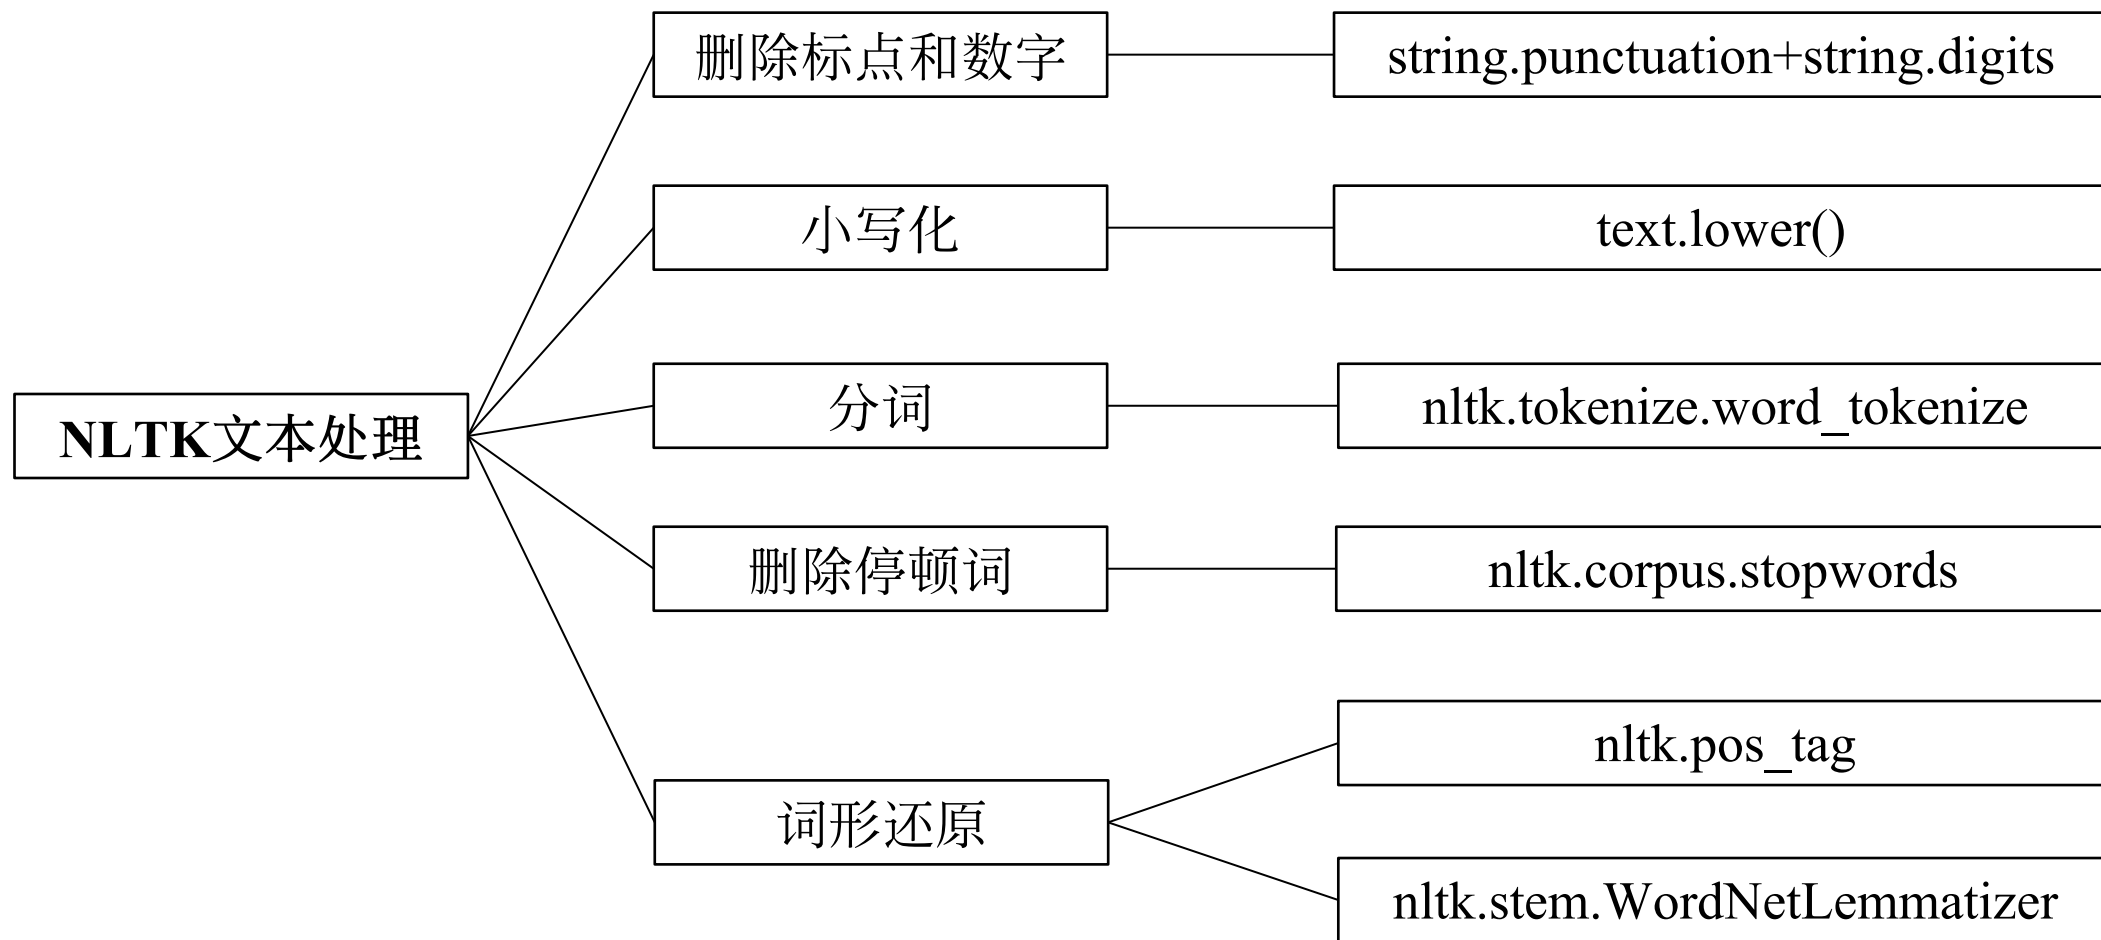 删除标点和数字
string.punctuation+string.digits
小写化
text.lower()
NLTK文本处理
分词
nltk.tokenize.word_tokenize
删除停顿词
nltk.corpus.stopwords
词形还原
nltk.pos_tag
nltk.stem.WordNetLemmatizer